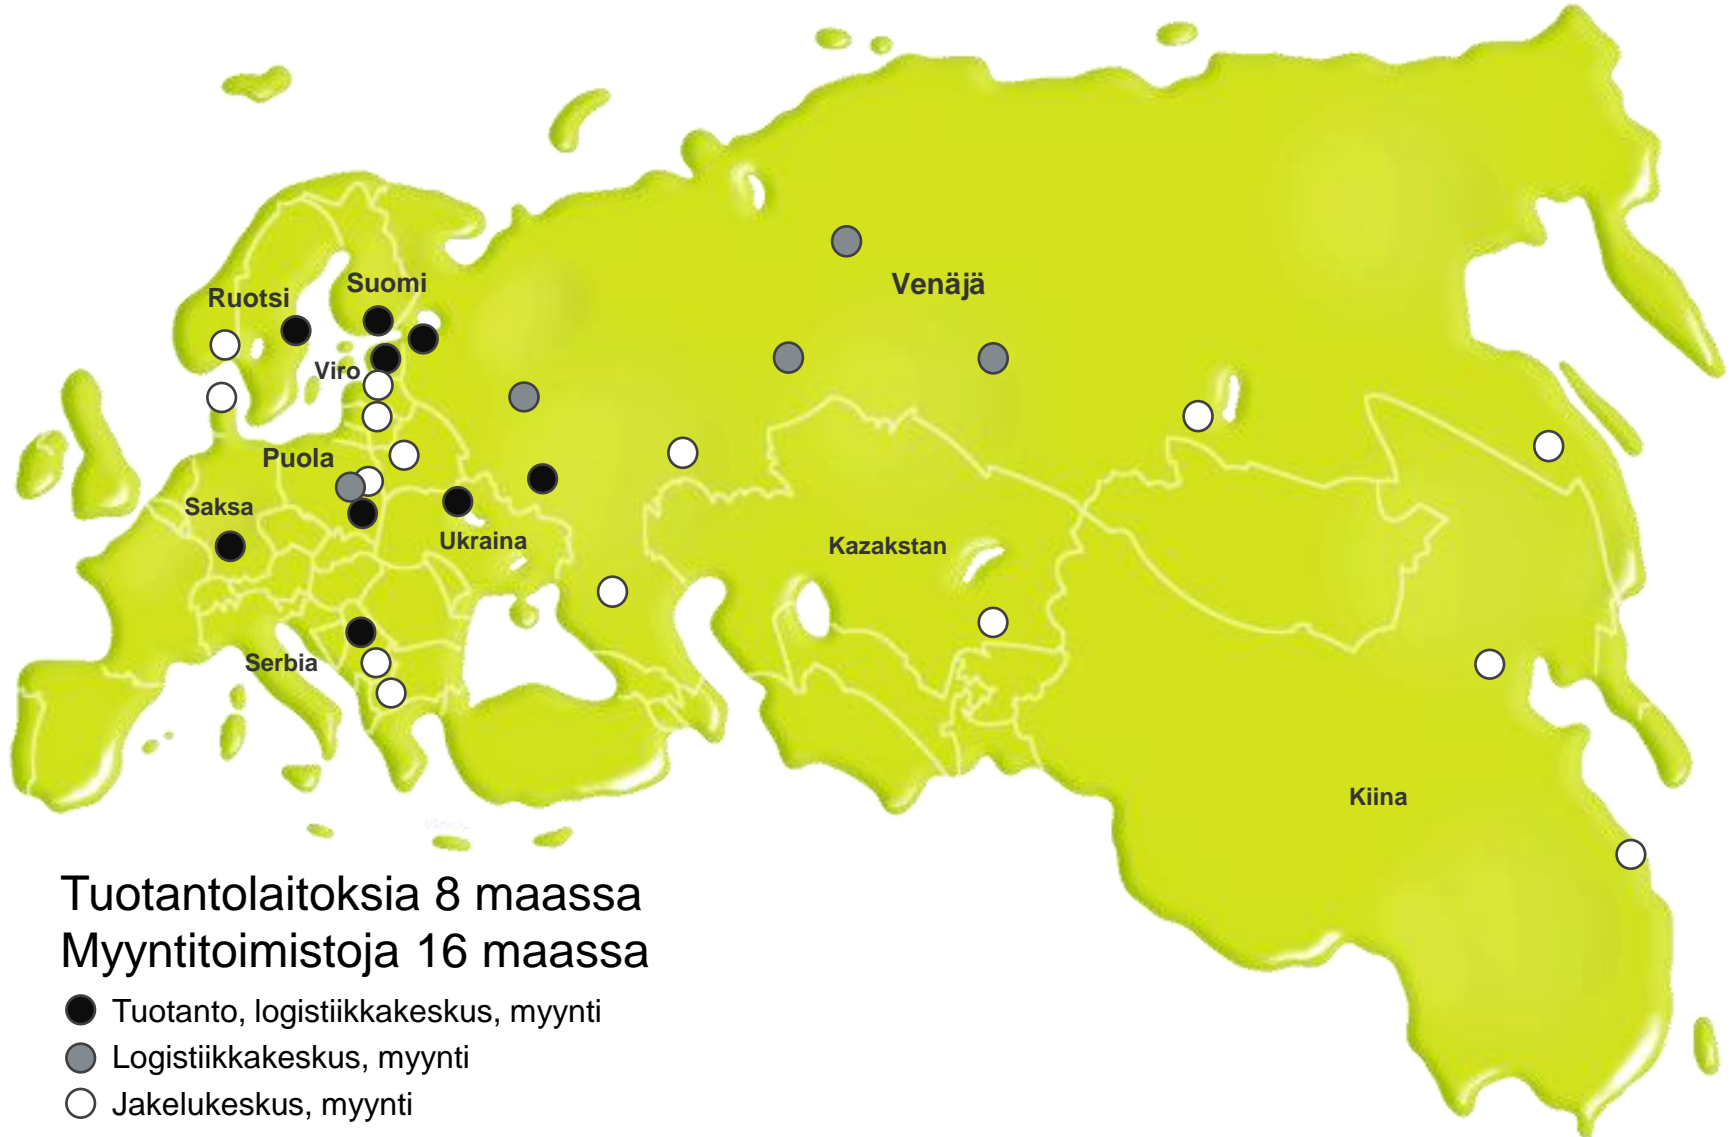 Suomi
Ruotsi
Venäjä
Viro
Puola
Saksa
Ukraina
Kazakstan
Serbia
Kiina
Tuotantolaitoksia 8 maassa
Myyntitoimistoja 16 maassa
Tuotanto, logistiikkakeskus, myynti
Logistiikkakeskus, myynti
Jakelukeskus, myynti